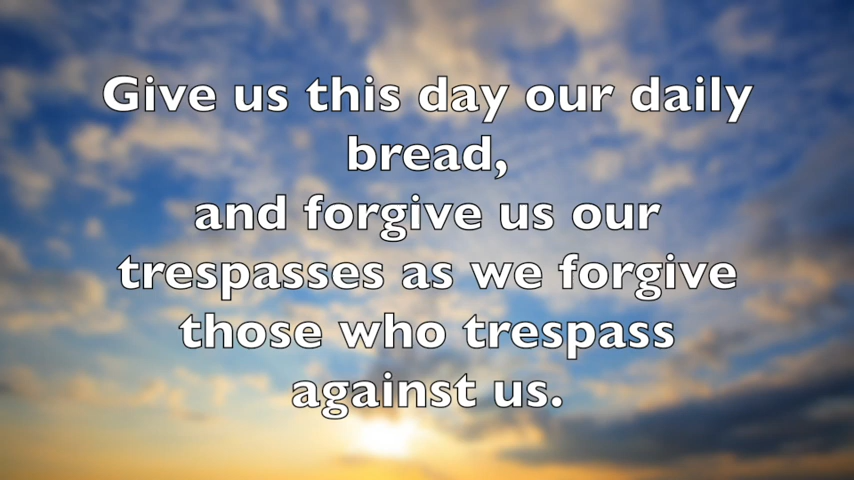 Give us this day our daily
bread,
and forgive us our
trespasses as we forgive
those who trespass
against us.